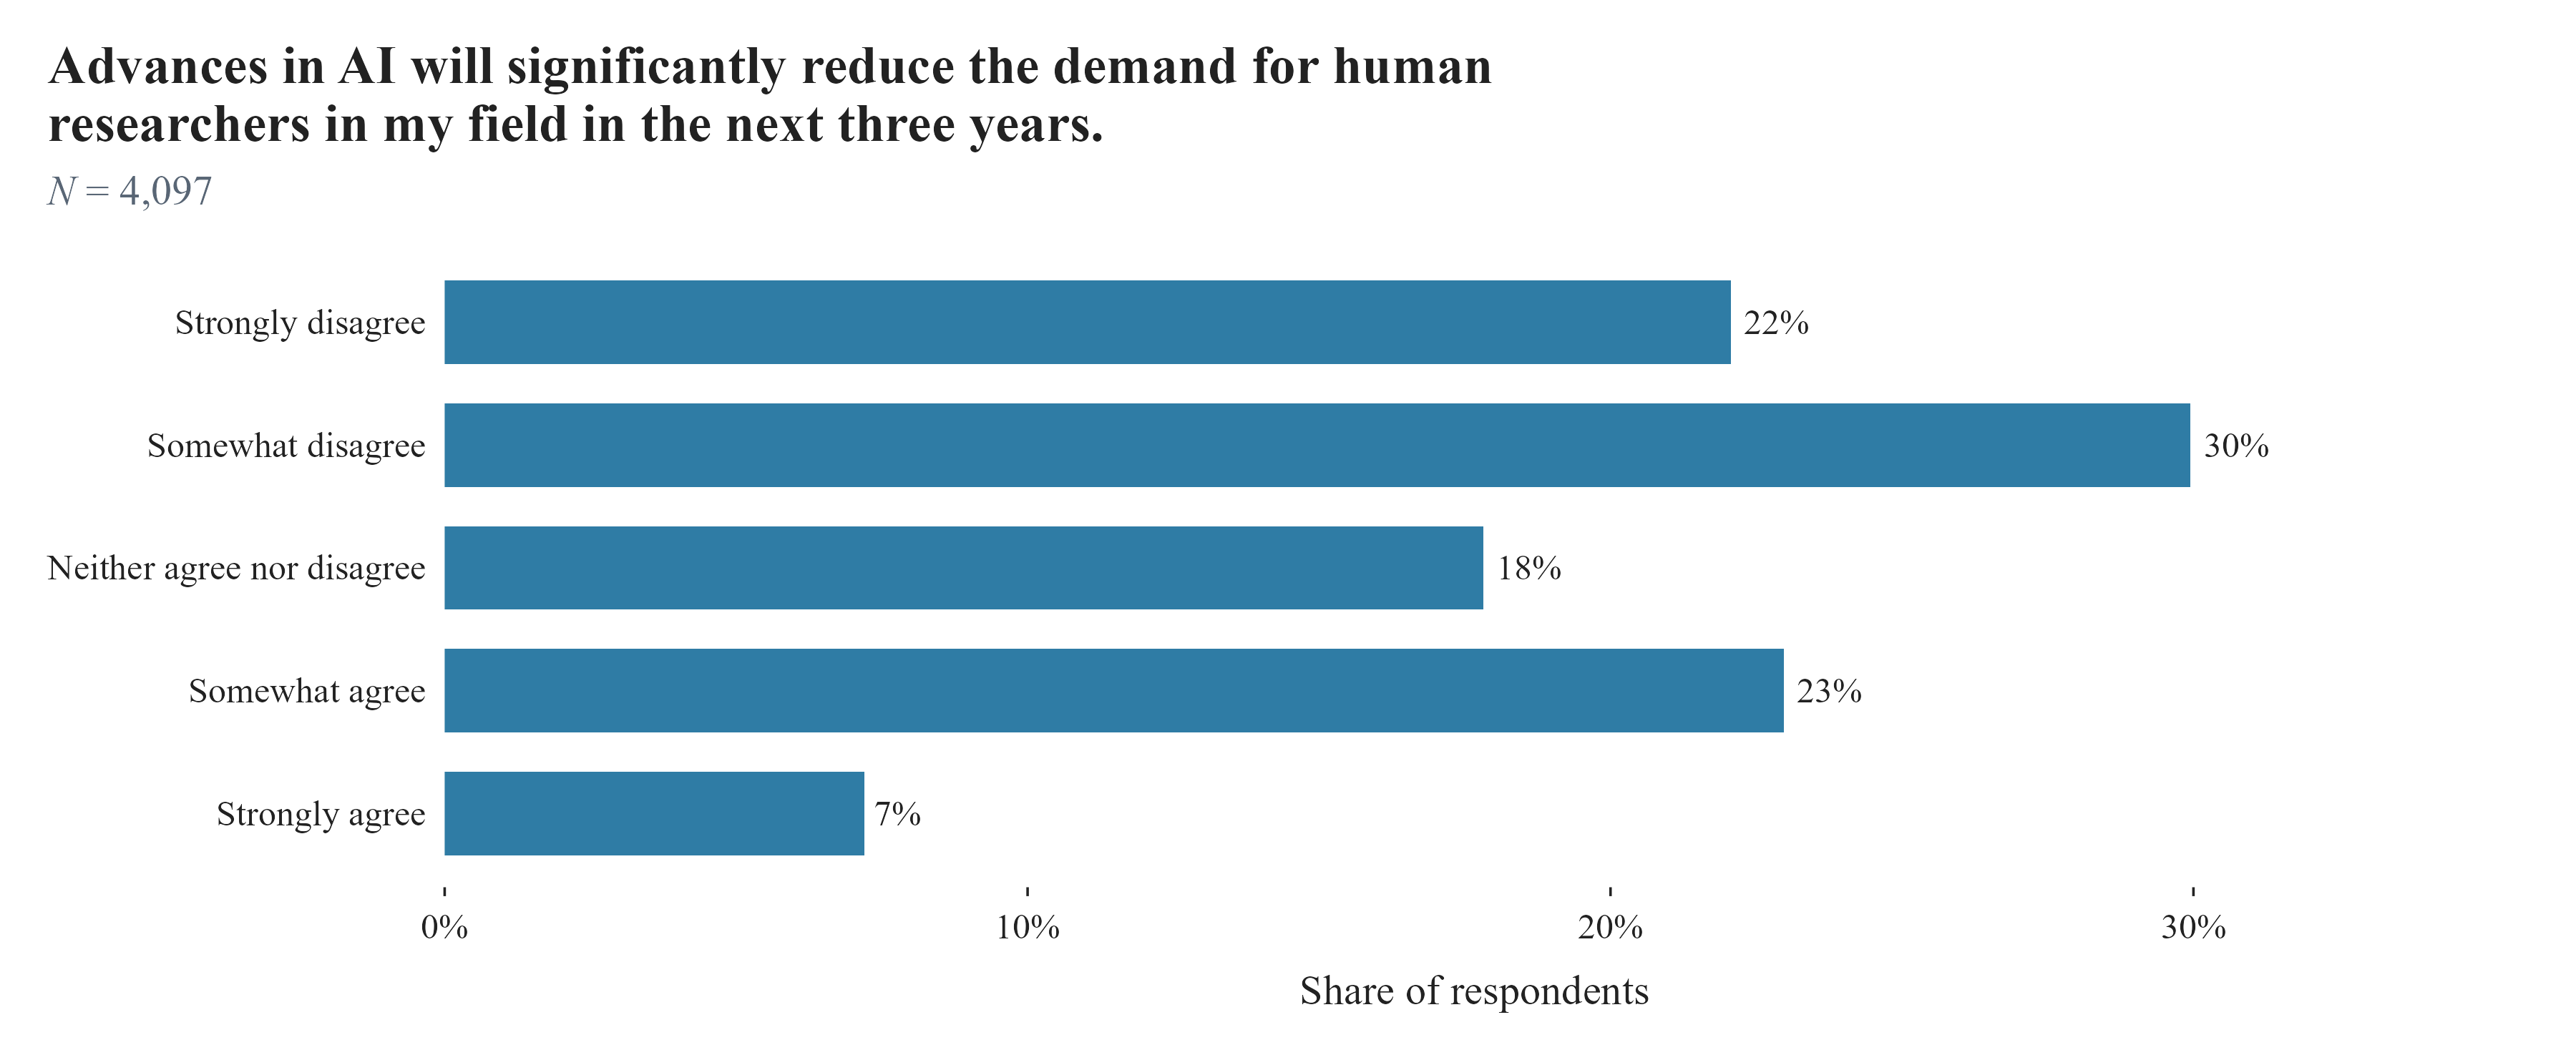 Advances in AI will significantly reduce the demand for human
researchers in my field in the next three years.
N = 4,097
Strongly disagree 22%
Somewhat disagree 30%
Neither agree nor disagree 18%
Somewhat agree 23%
Strongly agree 7%
0% 10% 20% 30%
Share of respondents